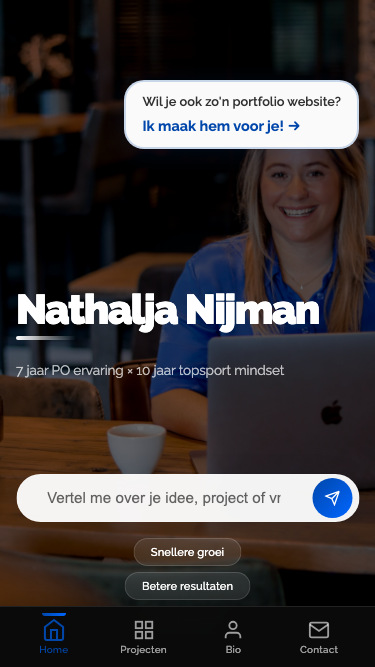 Wil je ook zo'n portfolio website?
Ik maak hem voor je! →
Nathalja Nijman
7 jaar PO ervaring × 10 jaar topsport mindset
Vertel me over je idee, project of vr
Snellere groei
Betere resultaten
Home
Projecten
Bio
Contact